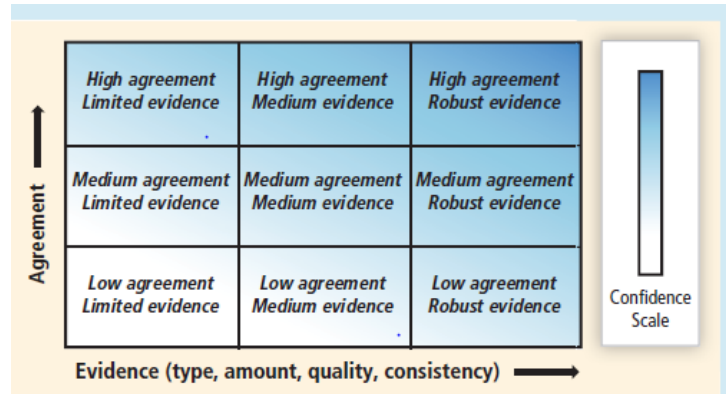 High agreement
Limited evidence
High agreement
Medium evidence
High agreement
Robust evidence
Medium agreement
Limited evidence
Medium agreement
Medium evidence
Medium agreement
Robust evidence
Low agreement
Limited evidence
Low agreement
Medium evidence
Low agreement
Robust evidence
Agreement
Evidence (type, amount, quality, consistency)
Confidence
Scale